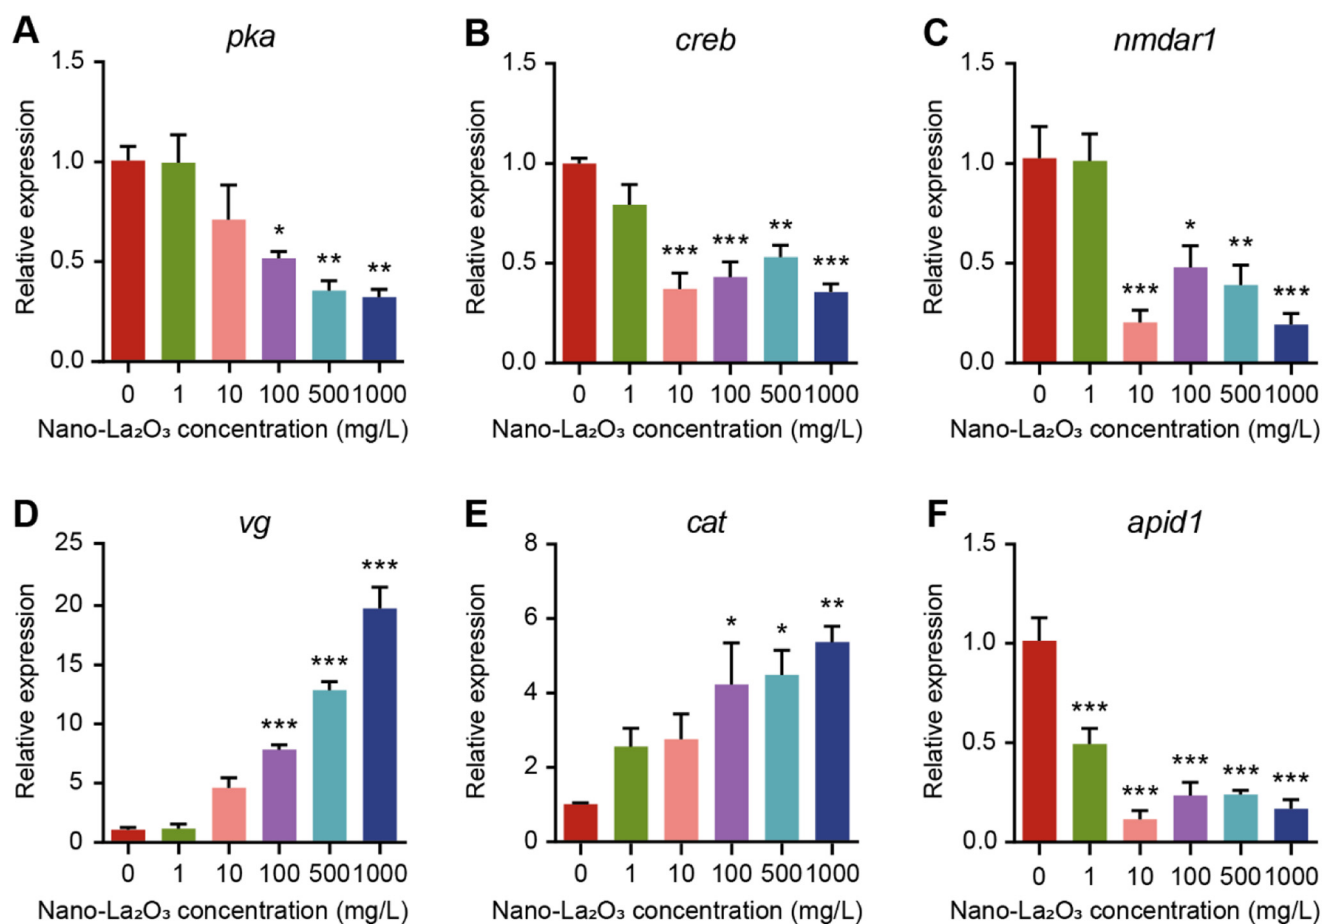 A
pka
Relative expression
1.5
1.0
0.5
0.0
*
**
**
0 1 10 100 500 1000
Nano-La₂O₃ concentration (mg/L)
B
creb
Relative expression
1.5
1.0
0.5
0.0
***
***
**
***
0 1 10 100 500 1000
Nano-La₂O₃ concentration (mg/L)
C
nmdar1
Relative expression
1.5
1.0
0.5
0.0
***
*
**
***
0 1 10 100 500 1000
Nano-La₂O₃ concentration (mg/L)
D
vg
Relative expression
25
20
15
10
5
0
***
***
***
0 1 10 100 500 1000
Nano-La₂O₃ concentration (mg/L)
E
cat
Relative expression
8
6
4
2
0
*
*
**
0 1 10 100 500 1000
Nano-La₂O₃ concentration (mg/L)
F
apid1
Relative expression
1.5
1.0
0.5
0.0
***
***
***
***
***
0 1 10 100 500 1000
Nano-La₂O₃ concentration (mg/L)